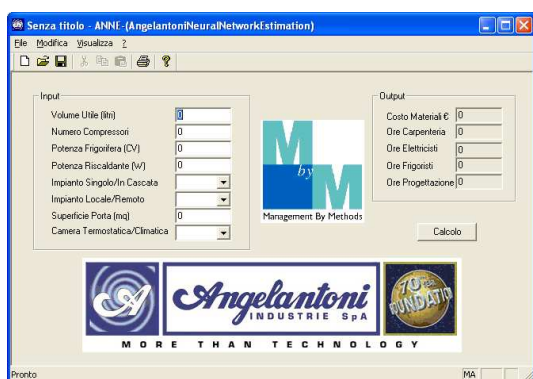 Senza titolo - ANNE-(AngelantoniNeuralNetworkEstimation)
File Modifica Visualizza ?
Input
Volume Utile (litri) 0
Numero Compressori 0
Potenza Frigorifera (CV) 0
Potenza Riscaldante (W) 0
Impianto Singolo/In Cascata
Impianto Locale/Remoto
Superficie Porta (mq) 0
Camera Termostatica/Climatica
M
by
M
Management By Methods
Output
Costo Materiali € 0
Ore Carpenteria 0
Ore Elettricisti 0
Ore Frigoristi 0
Ore Progettazione 0
Calcolo
A
Angelantoni
INDUSTRIE SpA
70
FOUNDATION
MORE THAN TECHNOLOGY
Pronto
MA